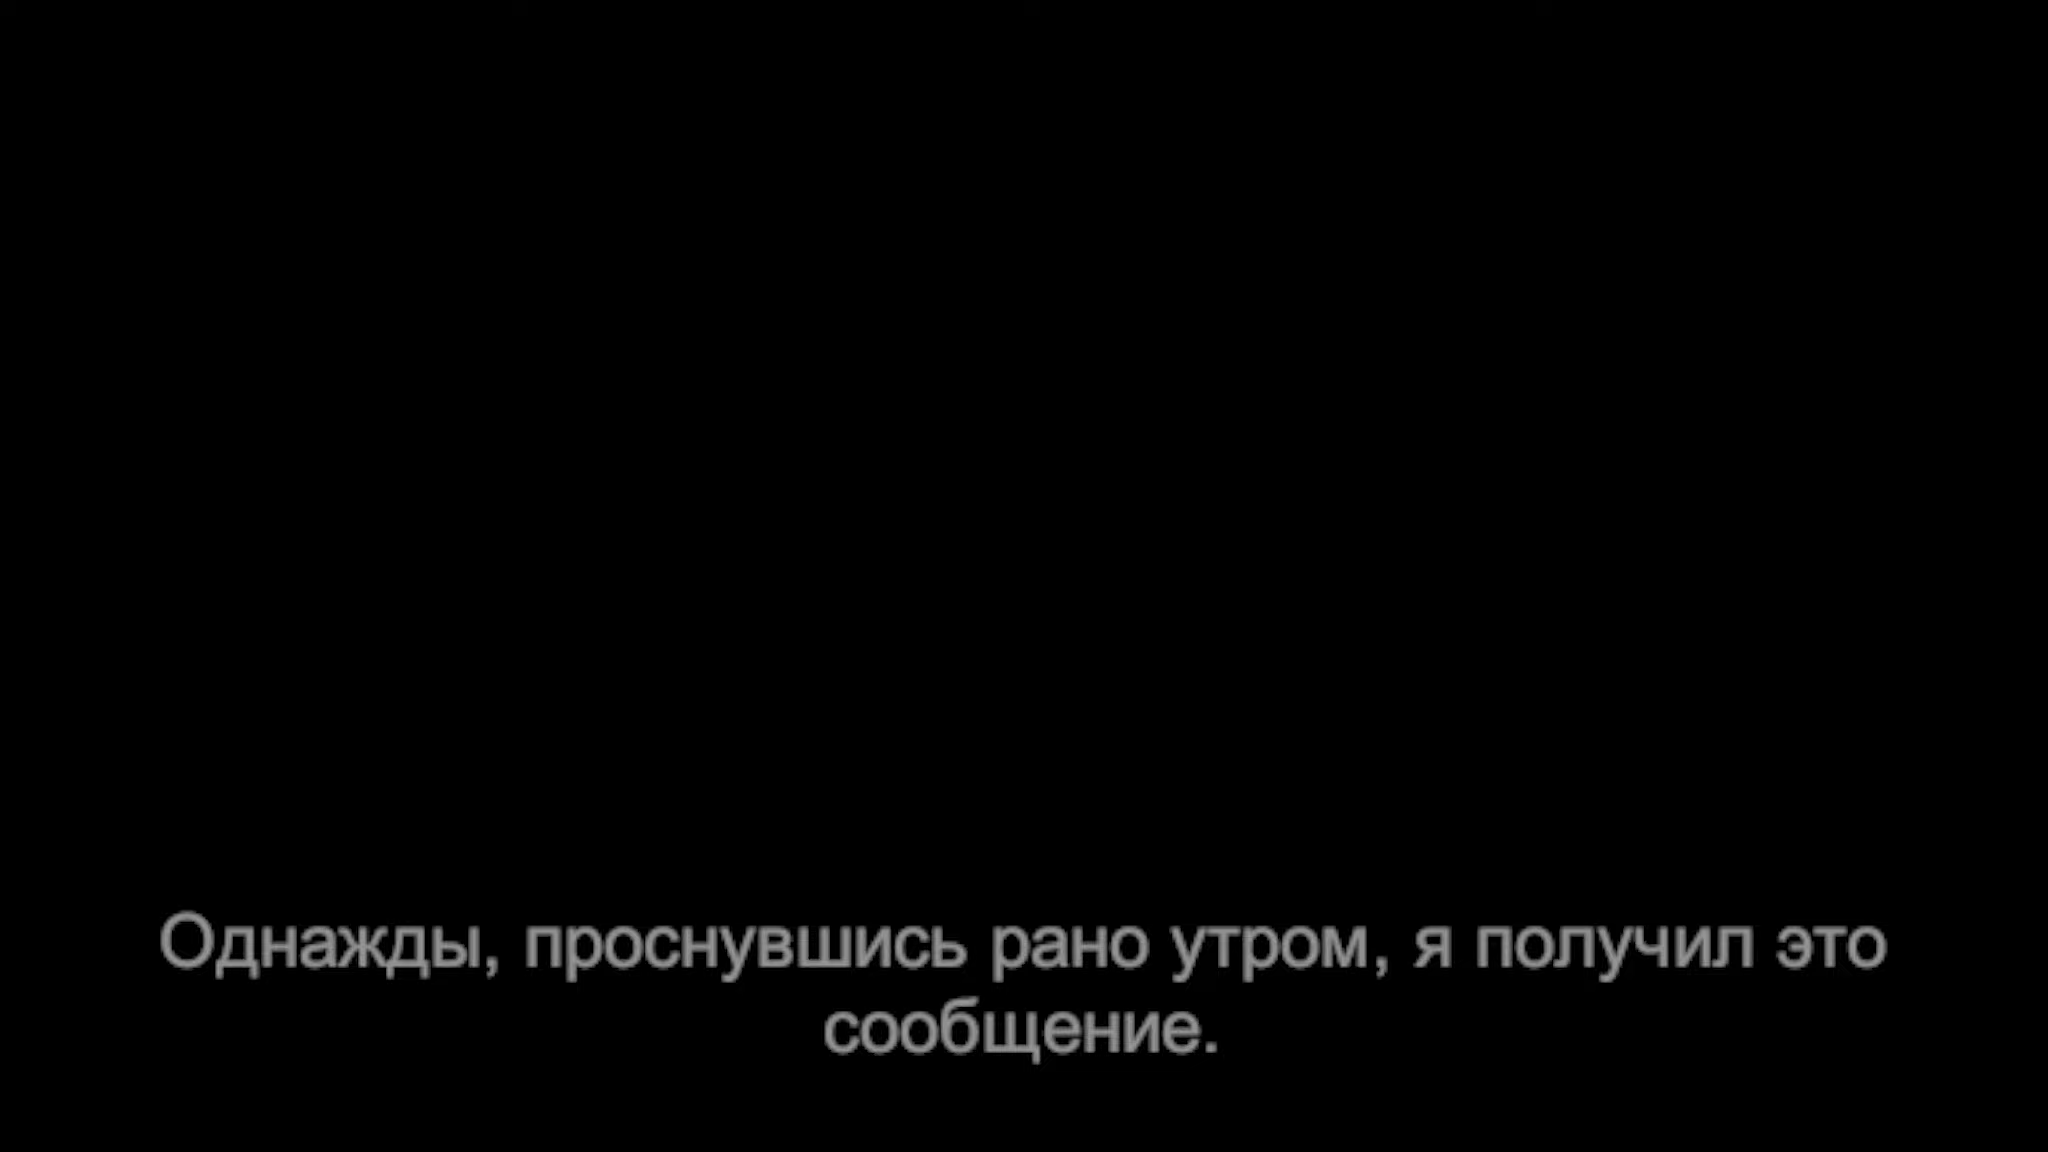 Однажды, проснувшись рано утром, я получил это
сообщение.